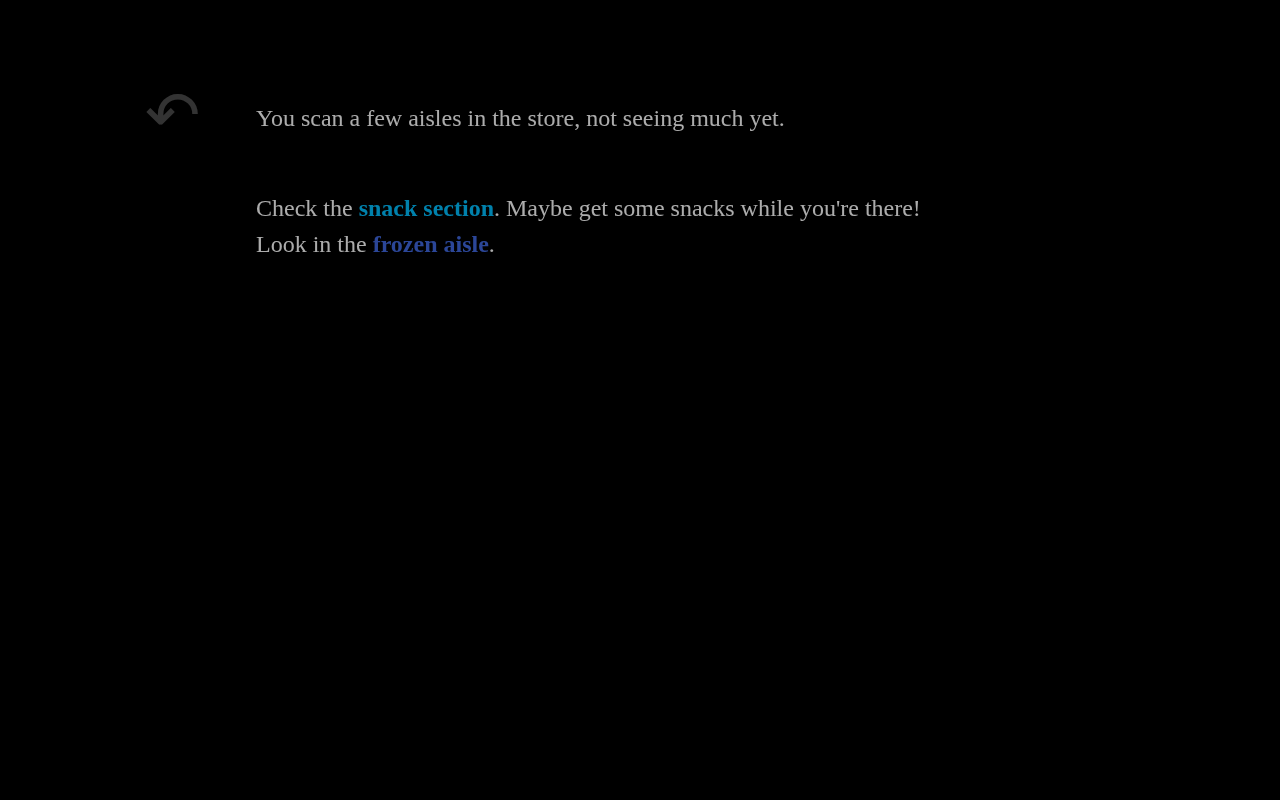 You scan a few aisles in the store, not seeing much yet.
Check the snack section. Maybe get some snacks while you're there!
Look in the frozen aisle.